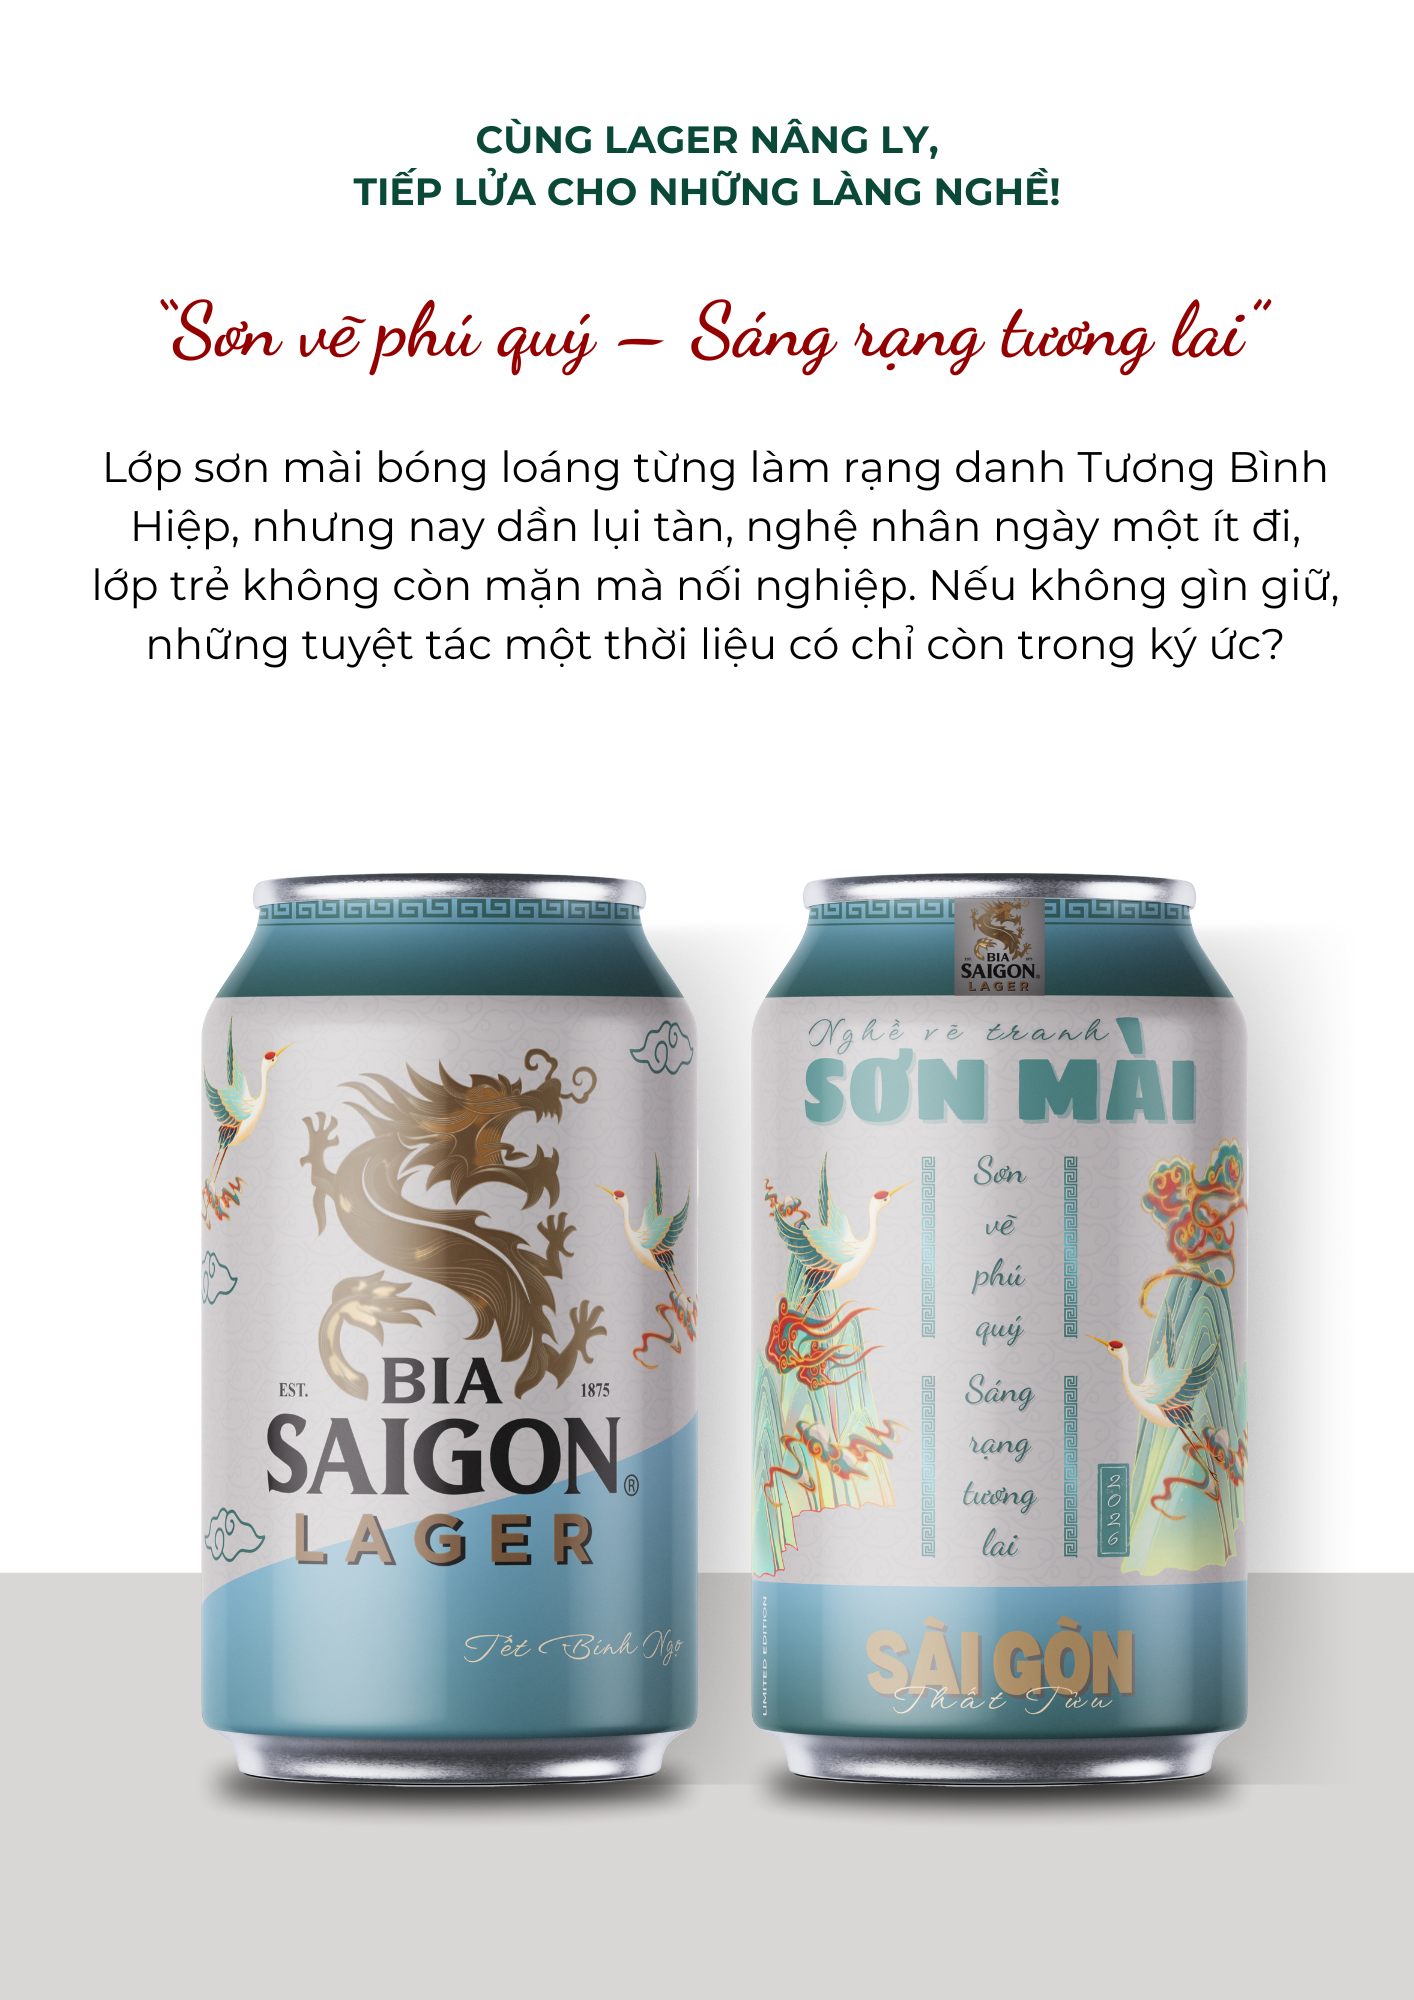 CÙNG LAGER NÂNG LY,
TIẾP LỬA CHO NHỮNG LÀNG NGHỀ!
“Sơn vẽ phú quý – Sáng rạng tương lai”
Lớp sơn mài bóng loáng từng làm rạng danh Tương Bình
Hiệp, nhưng nay dần lụi tàn, nghệ nhân ngày một ít đi,
lớp trẻ không còn mặn mà nối nghiệp. Nếu không gìn giữ,
những tuyệt tác một thời liệu có chỉ còn trong ký ức?
EST.
BIA
1875
SAIGON®
LAGER
Tết Bính Ngọ
BIA
SAIGON
LAGER
Nghề vẽ tranh
SƠN MÀI
Sơn
vẽ
phú
quý
Sáng
rạng
tương
lai
2026
LIMITED EDITION
SÀI GÒN
Thất Tửu